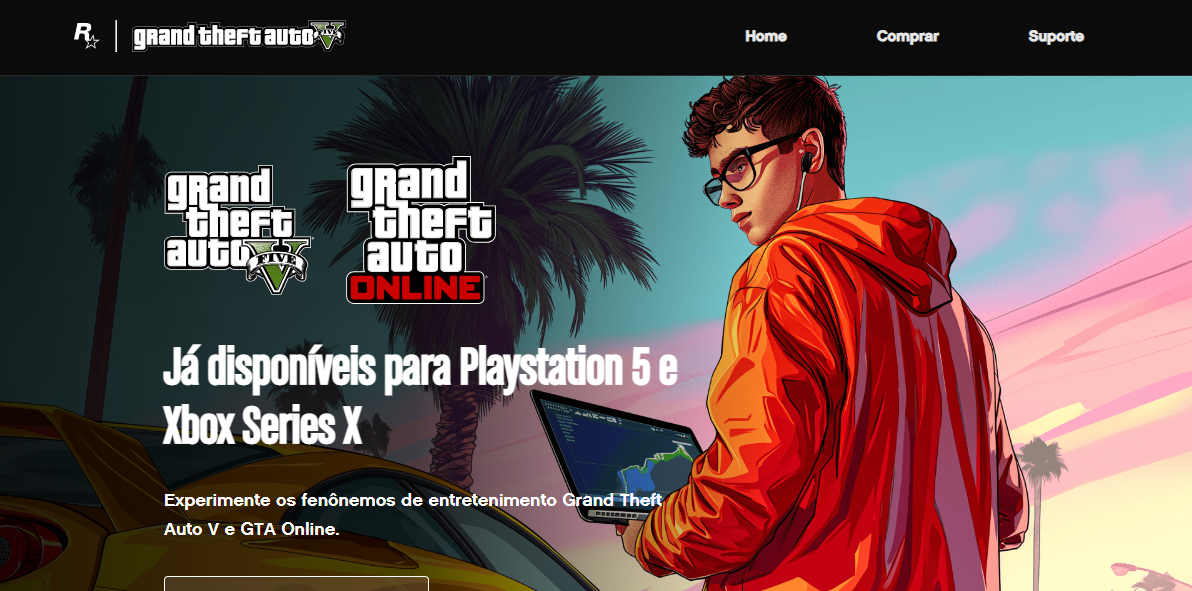 R
grand theft auto V
FIVE
Home
Comprar
Suporte
grand
theft
auto V
FIVE
grand
theft
auto
ONLINE
Já disponíveis para Playstation 5 e
Xbox Series X
Experimente os fenônemos de entretenimento Grand Theft
Auto V e GTA Online.